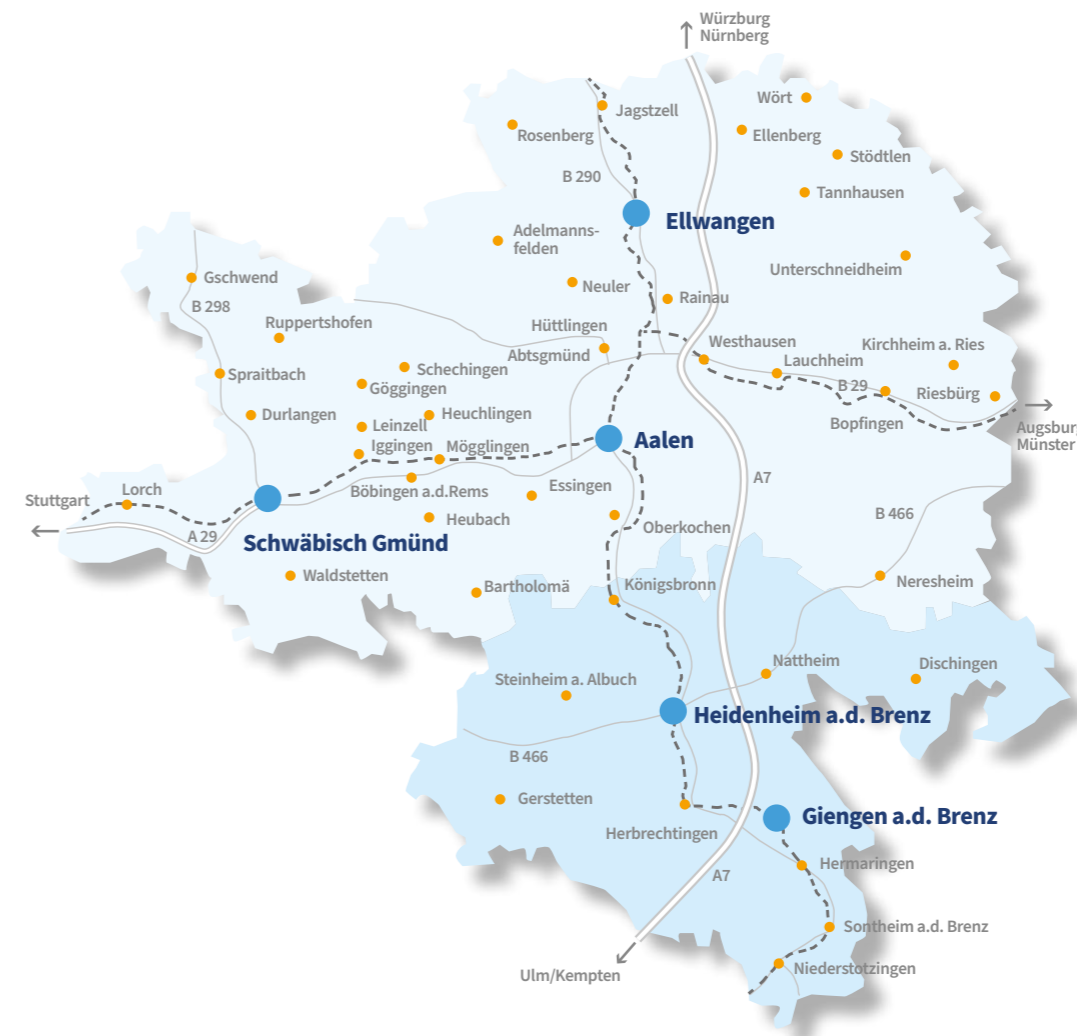 Würzburg
Nürnberg
Wört
Jagstzell
Rosenberg
Ellenberg
Stödtlen
B 290
Tannhausen
Ellwangen
Adelmanns-
felden
Unterschneidheim
Gschwend
Neuler
Rainau
B 298
Ruppertshofen
Hüttlingen
Abtsgmünd
Westhausen
Kirchheim a. Ries
Lauchheim
Schechingen
Spraitbach
Göggingen
B 29
Riesbürg
Durlangen
Heuchlingen
Leinzell
Bopfingen
Augsburg
Münster
Iggingen
Mögglingen
Aalen
A7
Stuttgart
Lorch
Böbingen a.d.Rems
Essingen
B 466
Heubach
Oberkochen
A 29
Schwäbisch Gmünd
Waldstetten
Bartholomä
Königsbronn
Neresheim
Nattheim
Dischingen
Steinheim a. Albuch
Heidenheim a.d. Brenz
B 466
Gerstetten
Giengen a.d. Brenz
Herbrechtingen
Hermaringen
A7
Sontheim a.d. Brenz
Ulm/Kempten
Niederstotzingen